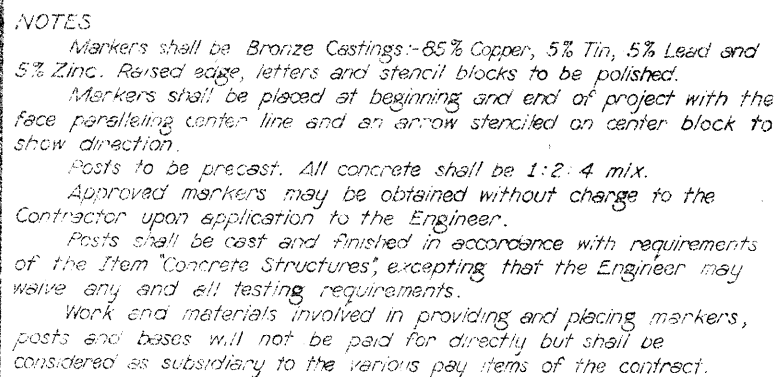 NOTES
Markers shall be Bronze Castings:-85% Copper, 5% Tin, 5% Lead and
5% Zinc. Raised edge, letters and stencil blocks to be polished.
Markers shall be placed at beginning and end of project with the
face paralleling center line and an arrow stenciled on center block to
show direction.
Posts to be precast. All concrete shall be 1:2:4 mix.
Approved markers may be obtained without charge to the
Contractor upon application to the Engineer.
Posts shall be cast and finished in accordance with requirements
of the Item "Concrete Structures", excepting that the Engineer may
waive any and all testing requirements.
Work and materials involved in providing and placing markers,
posts and bases will not be paid for directly but shall be
considered as subsidiary to the various pay items of the contract.